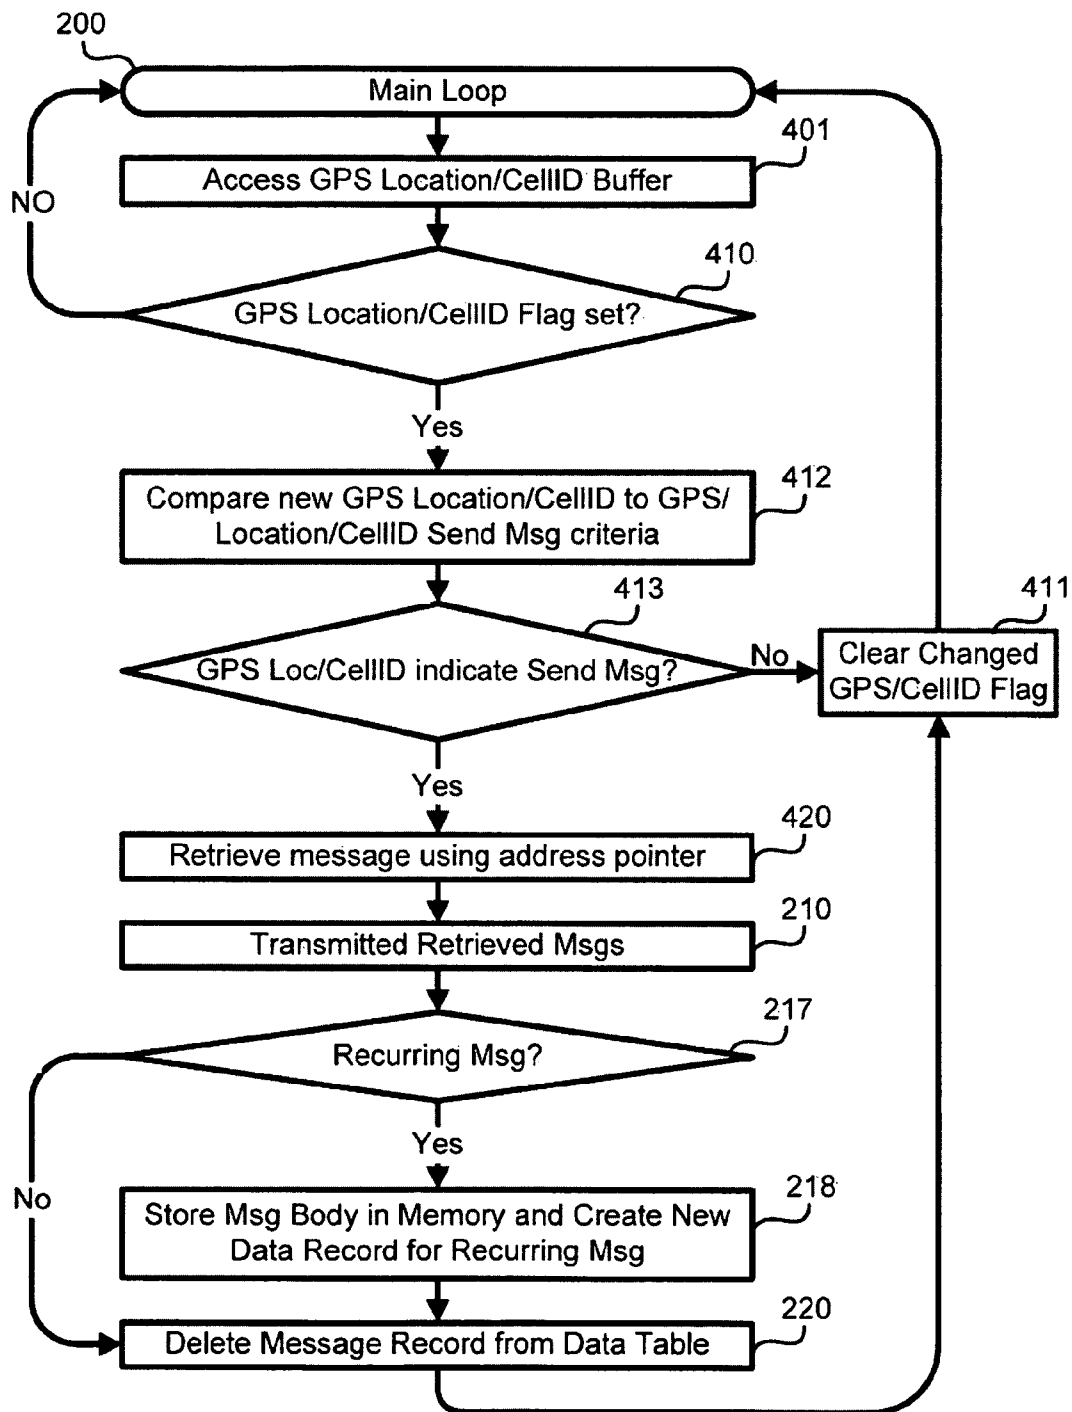 200
Main Loop
401
Access GPS Location/CellID Buffer
NO
410
GPS Location/CellID Flag set?
Yes
412
Compare new GPS Location/CellID to GPS/
Location/CellID Send Msg criteria
413
411
GPS Loc/CellID indicate Send Msg?
No
Clear Changed
GPS/CellID Flag
Yes
420
Retrieve message using address pointer
210
Transmitted Retrieved Msgs
217
Recurring Msg?
Yes
No
218
Store Msg Body in Memory and Create New
Data Record for Recurring Msg
220
Delete Message Record from Data Table